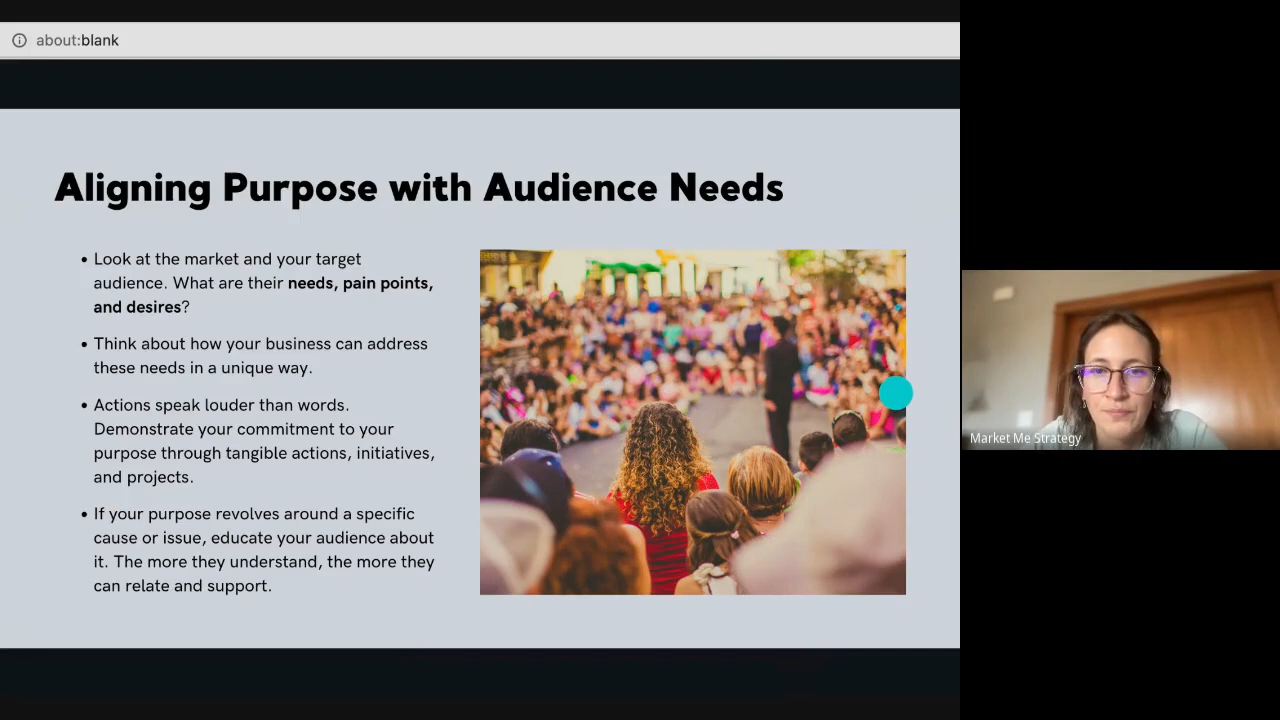 about:blank
Aligning Purpose with Audience Needs
• Look at the market and your target
audience. What are their needs, pain points,
and desires?
• Think about how your business can address
these needs in a unique way.
• Actions speak louder than words.
Demonstrate your commitment to your
purpose through tangible actions, initiatives,
and projects.
• If your purpose revolves around a specific
cause or issue, educate your audience about
it. The more they understand, the more they
can relate and support.
Market Me Strategy